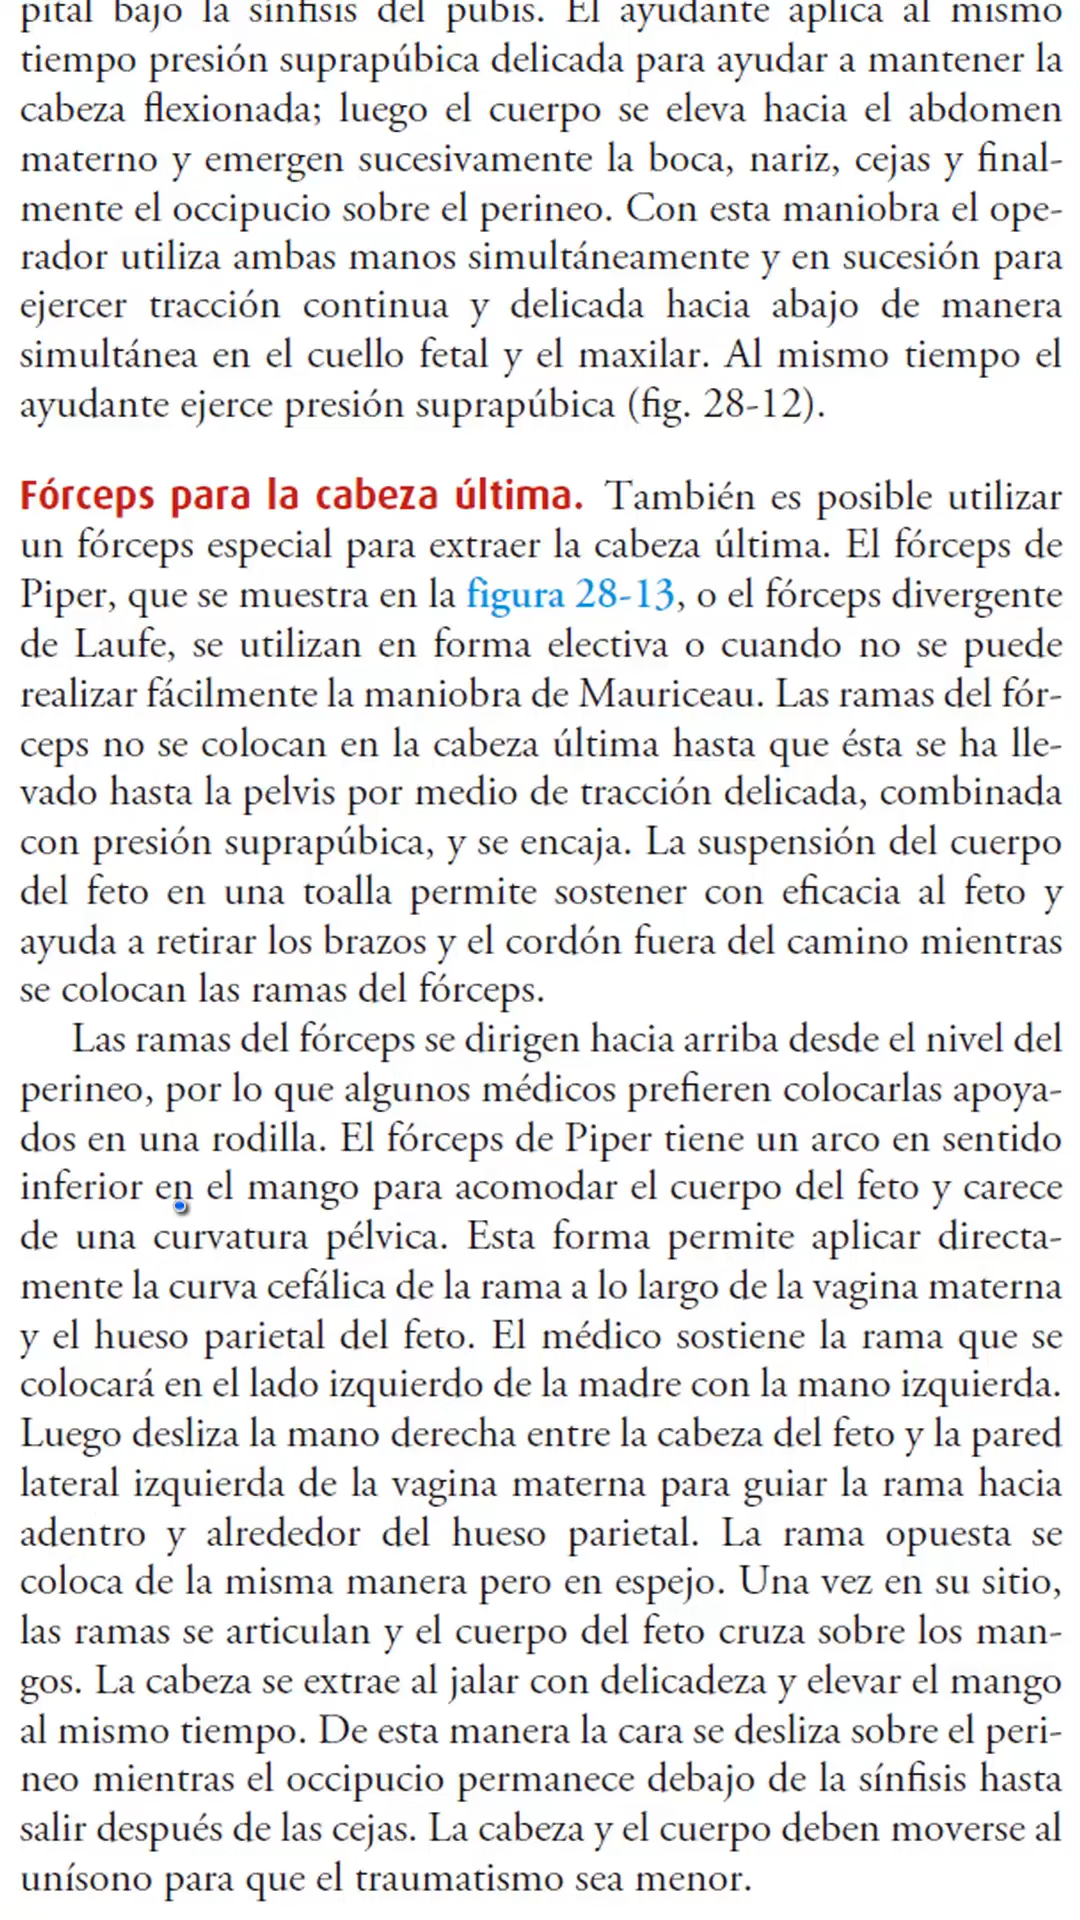 pital bajo la sínfisis del pubis. El ayudante aplica al mismo
tiempo presión suprapúbica delicada para ayudar a mantener la
cabeza flexionada; luego el cuerpo se eleva hacia el abdomen
materno y emergen sucesivamente la boca, nariz, cejas y final-
mente el occipucio sobre el perineo. Con esta maniobra el ope-
rador utiliza ambas manos simultáneamente y en sucesión para
ejercer tracción continua y delicada hacia abajo de manera
simultánea en el cuello fetal y el maxilar. Al mismo tiempo el
ayudante ejerce presión suprapúbica (fig. 28-12).
Fórceps para la cabeza última. También es posible utilizar
un fórceps especial para extraer la cabeza última. El fórceps de
Piper, que se muestra en la figura 28-13, o el fórceps divergente
de Laufe, se utilizan en forma electiva o cuando no se puede
realizar fácilmente la maniobra de Mauriceau. Las ramas del fór-
ceps no se colocan en la cabeza última hasta que ésta se ha lle-
vado hasta la pelvis por medio de tracción delicada, combinada
con presión suprapúbica, y se encaja. La suspensión del cuerpo
del feto en una toalla permite sostener con eficacia al feto y
ayuda a retirar los brazos y el cordón fuera del camino mientras
se colocan las ramas del fórceps.
Las ramas del fórceps se dirigen hacia arriba desde el nivel del
perineo, por lo que algunos médicos prefieren colocarlas apoya-
dos en una rodilla. El fórceps de Piper tiene un arco en sentido
inferior en el mango para acomodar el cuerpo del feto y carece
de una curvatura pélvica. Esta forma permite aplicar directa-
mente la curva cefálica de la rama a lo largo de la vagina materna
y el hueso parietal del feto. El médico sostiene la rama que se
colocará en el lado izquierdo de la madre con la mano izquierda.
Luego desliza la mano derecha entre la cabeza del feto y la pared
lateral izquierda de la vagina materna para guiar la rama hacia
adentro y alrededor del hueso parietal. La rama opuesta se
coloca de la misma manera pero en espejo. Una vez en su sitio,
las ramas se articulan y el cuerpo del feto cruza sobre los man-
gos. La cabeza se extrae al jalar con delicadeza y elevar el mango
al mismo tiempo. De esta manera la cara se desliza sobre el peri-
neo mientras el occipucio permanece debajo de la sínfisis hasta
salir después de las cejas. La cabeza y el cuerpo deben moverse al
unísono para que el traumatismo sea menor.